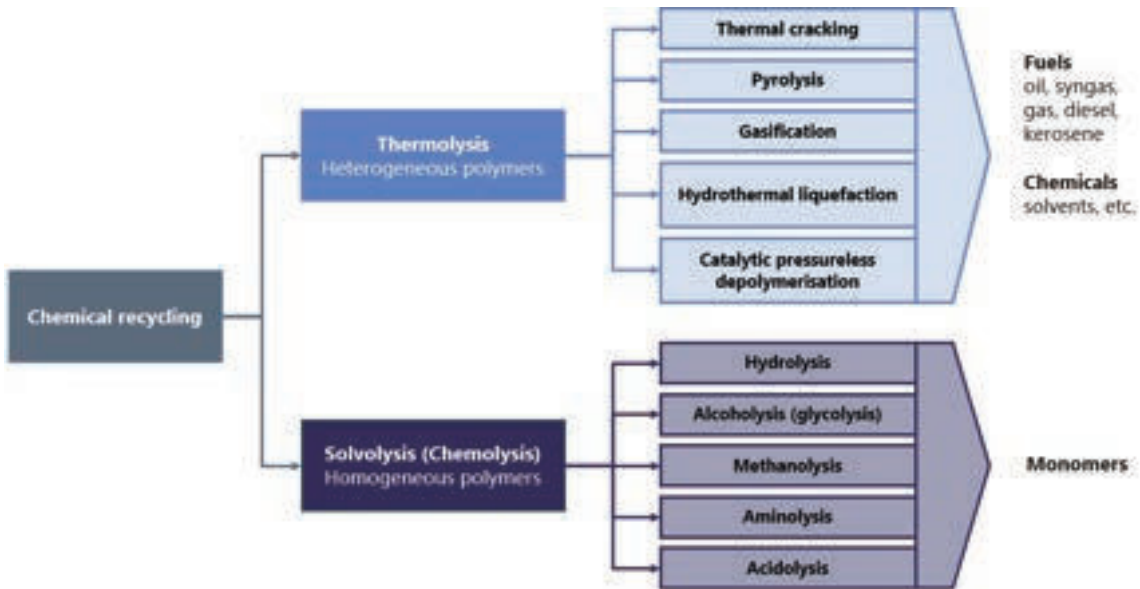 Chemical recycling
Thermolysis
Heterogeneous polymers
Thermal cracking
Pyrolysis
Gasification
Hydrothermal liquefaction
Catalytic pressureless
depolymerisation
Fuels
oil, syngas,
gas, diesel,
kerosene
Chemicals
solvents, etc.
Solvolysis (Chemolysis)
Homogeneous polymers
Hydrolysis
Alcoholysis (glycolysis)
Methanolysis
Aminolysis
Acidolysis
Monomers